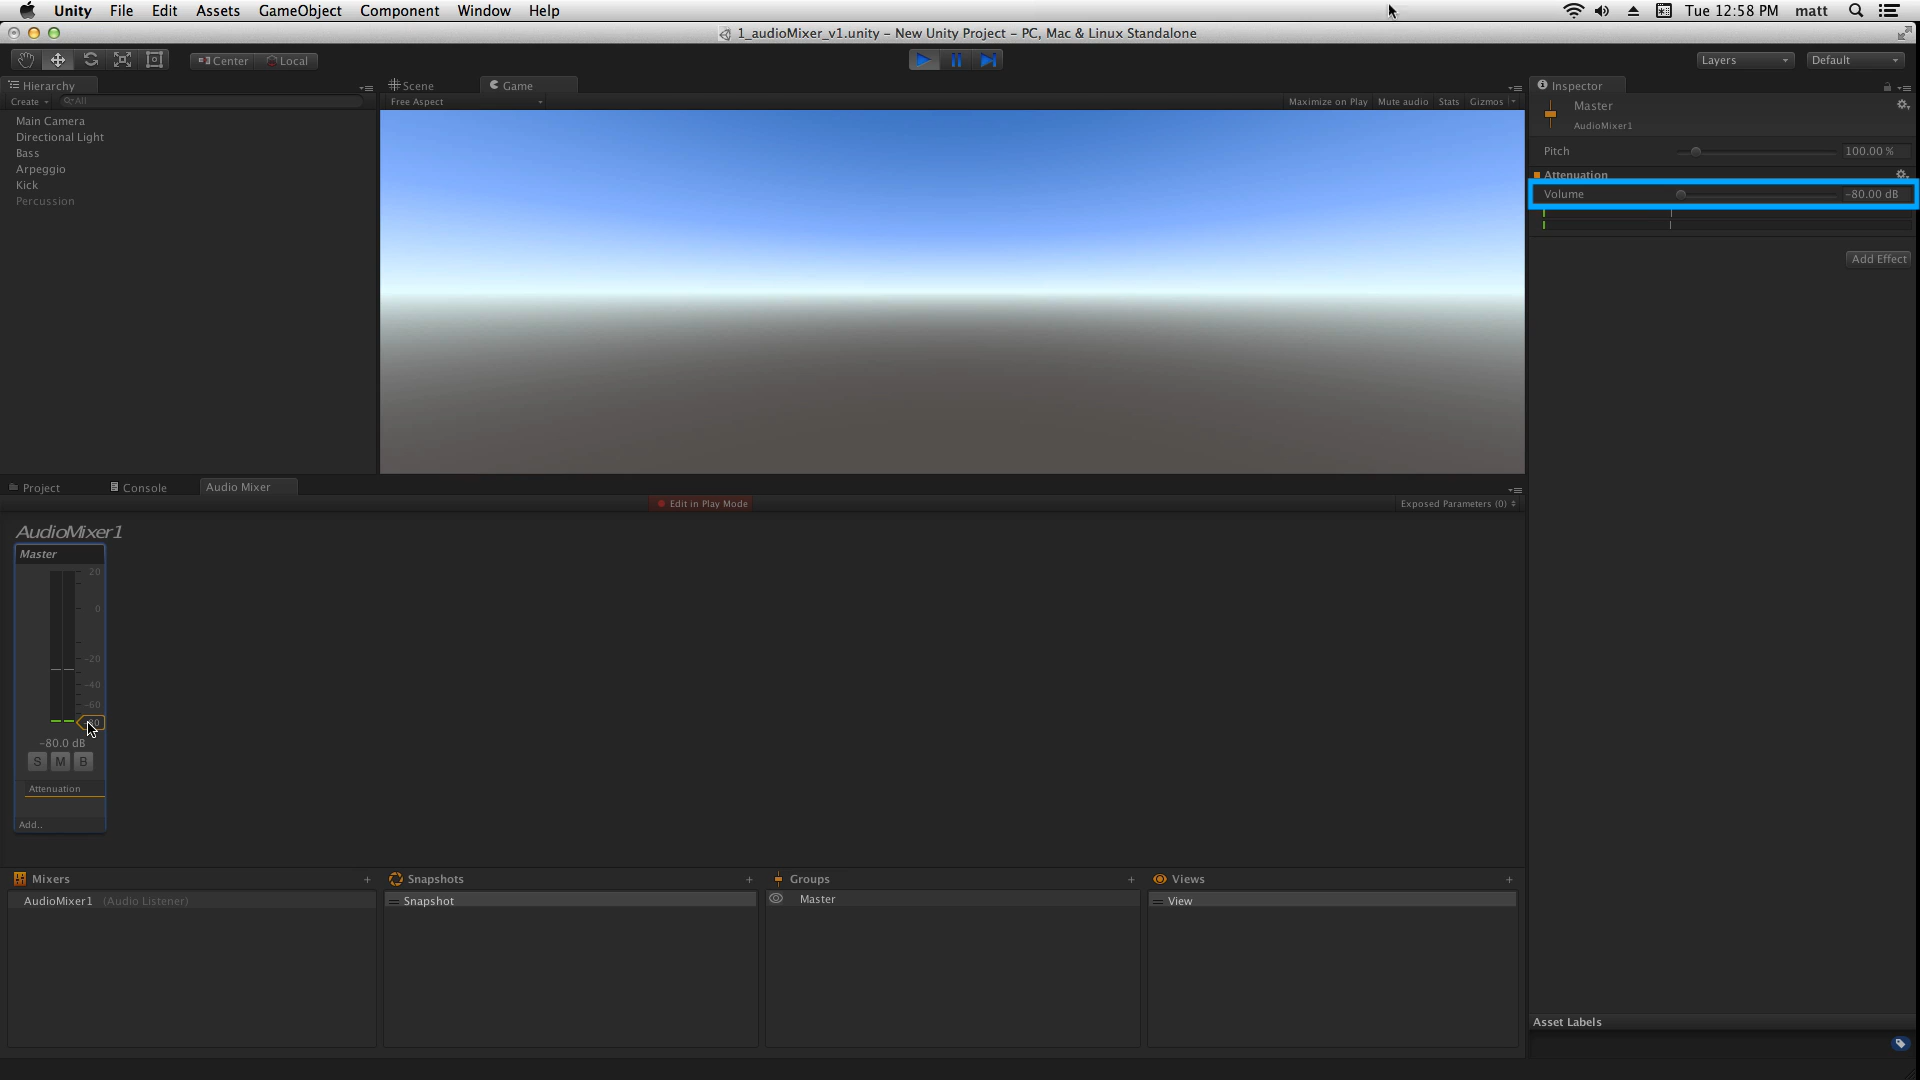 Unity File Edit Assets GameObject Component Window Help Tue 12:58 PM matt
1_audioMixer_v1.unity – New Unity Project – PC, Mac & Linux Standalone
Center Local Layers Default
Hierarchy Scene Game Inspector
Create All Free Aspect Maximize on Play Mute audio Stats Gizmos Master
AudioMixer1
Main Camera
Directional Light
Bass
Arpeggio
Kick
Percussion
Pitch 100.00 %
Attenuation
Volume -80.00 dB
Add Effect
Project Console Audio Mixer
Edit in Play Mode Exposed Parameters (0)
AudioMixer1
Master
20
0
-20
-40
-60
-80.0 dB
S M B
Attenuation
Add..
Mixers + Snapshots + Groups + Views +
AudioMixer1 (Audio Listener) Snapshot Master View
Asset Labels